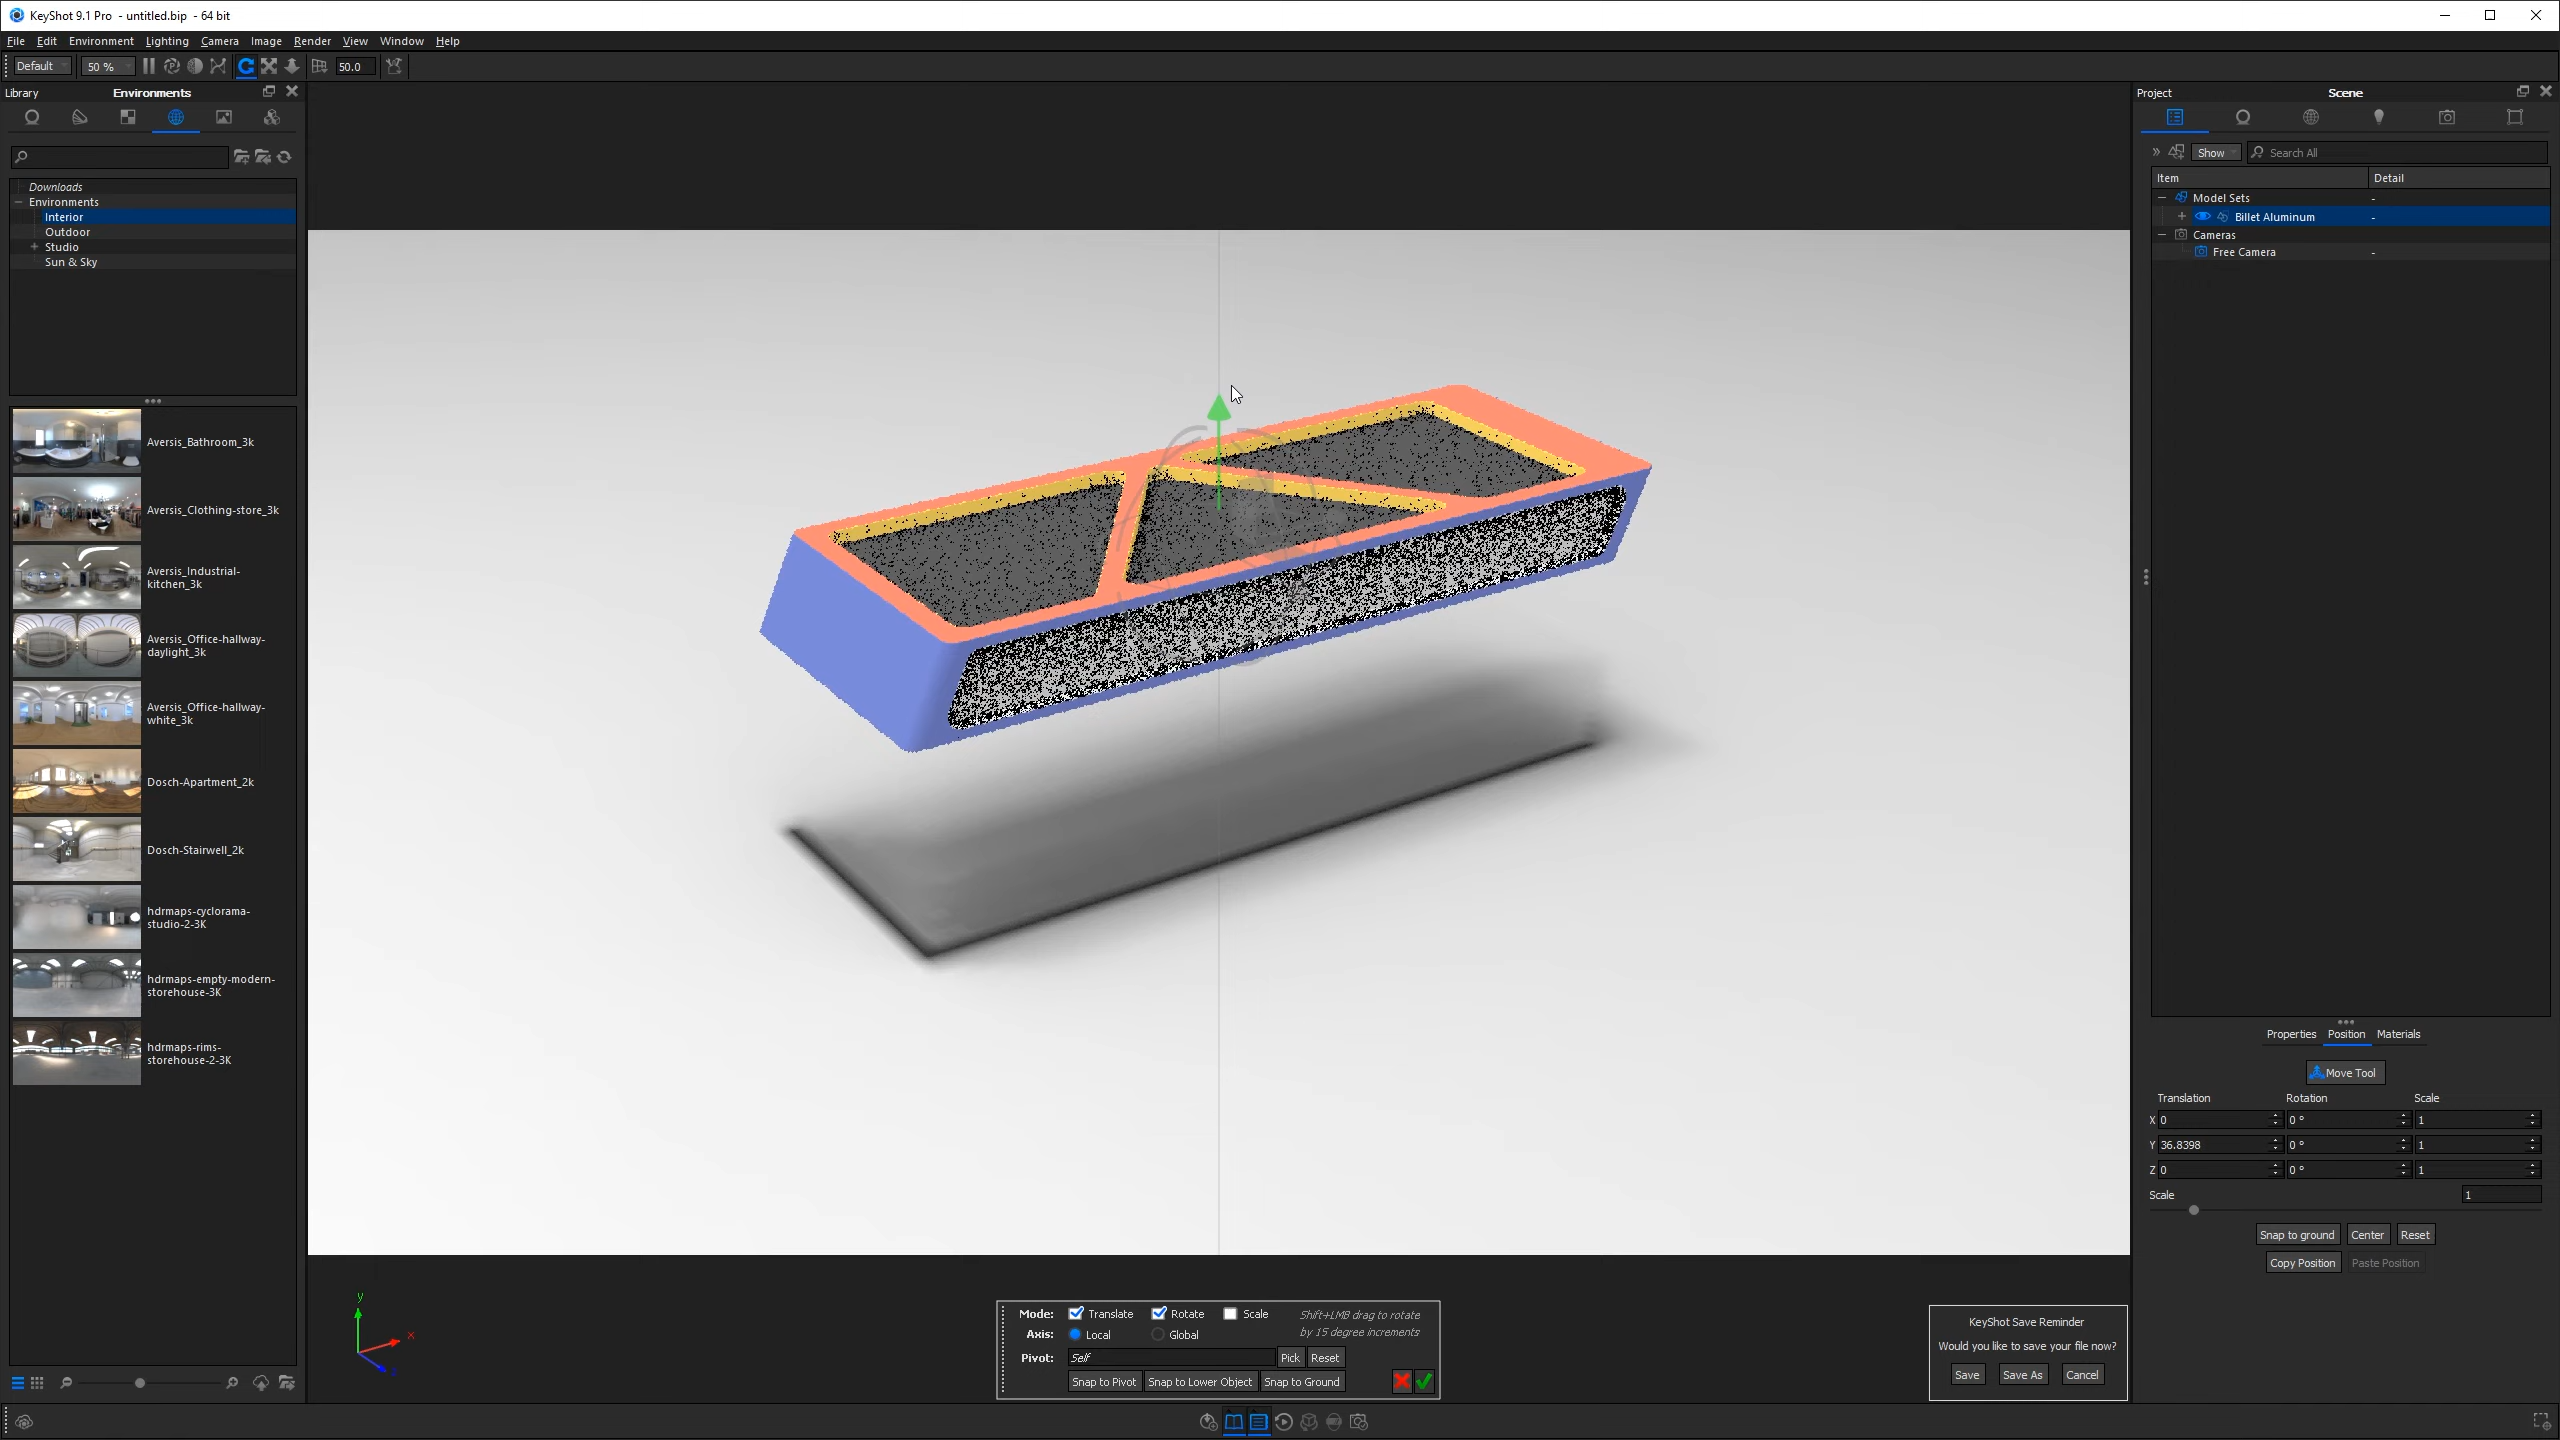 KeyShot 9.1 Pro - untitled.bip - 64 bit
File Edit Environment Lighting Camera Image Render View Window Help
Default 50 % 50.0
Library Environments
Downloads
Environments
Interior
Outdoor
Studio
Sun & Sky
Aversis_Bathroom_3k
Aversis_Clothing-store_3k
Aversis_Industrial-
kitchen_3k
Aversis_Office-hallway-
daylight_3k
Aversis_Office-hallway-
white_3k
Dosch-Apartment_2k
Dosch-Stairwell_2k
hdrmaps-cyclorama-
studio-2-3K
hdrmaps-empty-modern-
storehouse-3K
hdrmaps-rims-
storehouse-2-3K
y
x
Mode: Translate Rotate Scale
Shift+LMB drag to rotate
by 15 degree increments
Axis: Local Global
Pivot: Self Pick Reset
Snap to Pivot Snap to Lower Object Snap to Ground
KeyShot Save Reminder
Would you like to save your file now?
Save Save As Cancel
Project Scene
Show Search All
Item Detail
Model Sets -
Billet Aluminum -
Cameras
Free Camera -
Properties Position Materials
Move Tool
Translation Rotation Scale
X 0 0 ° 1
Y 36.8398 0 ° 1
Z 0 0 ° 1
Scale 1
Snap to ground Center Reset
Copy Position Paste Position